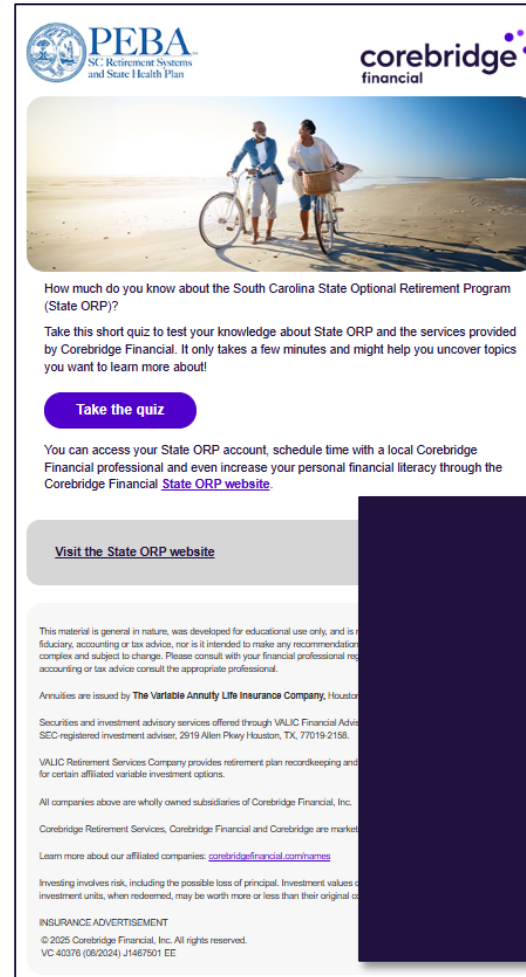 PEBA
SC Retirement Systems
and State Health Plan
corebridge
financial
How much do you know about the South Carolina State Optional Retirement Program
(State ORP)?
Take this short quiz to test your knowledge about State ORP and the services provided
by Corebridge Financial. It only takes a few minutes and might help you uncover topics
you want to learn more about!
Take the quiz
You can access your State ORP account, schedule time with a local Corebridge
Financial professional and even increase your personal financial literacy through the
Corebridge Financial State ORP website.
Visit the State ORP website
This material is general in nature, was developed for educational use only, and is
fiduciary, accounting or tax advice, nor is it intended to make any recommendation
complex and subject to change. Please consult with your financial professional
accounting or tax advice consult the appropriate professional.
Annuities are issued by The Variable Annuity Life Insurance Company, Houston
Securities and investment advisory services offered through VALIC Financial
SEC-registered investment adviser, 2919 Allen Pkwy Houston, TX, 77019-2158.
VALIC Retirement Services Company provides retirement plan recordkeeping and
for certain affiliated variable investment options.
All companies above are wholly owned subsidiaries of Corebridge Financial, Inc.
Corebridge Retirement Services, Corebridge Financial and Corebridge are
Learn more about our affiliated companies: corebridgefinancial.com/names
Investing involves risk, including the possible loss of principal. Investment values
investment units, when redeemed, may be worth more or less than their original
INSURANCE ADVERTISEMENT
© 2025 Corebridge Financial, Inc. All rights reserved.
VC 40376 (06/2024) J1467501 EE